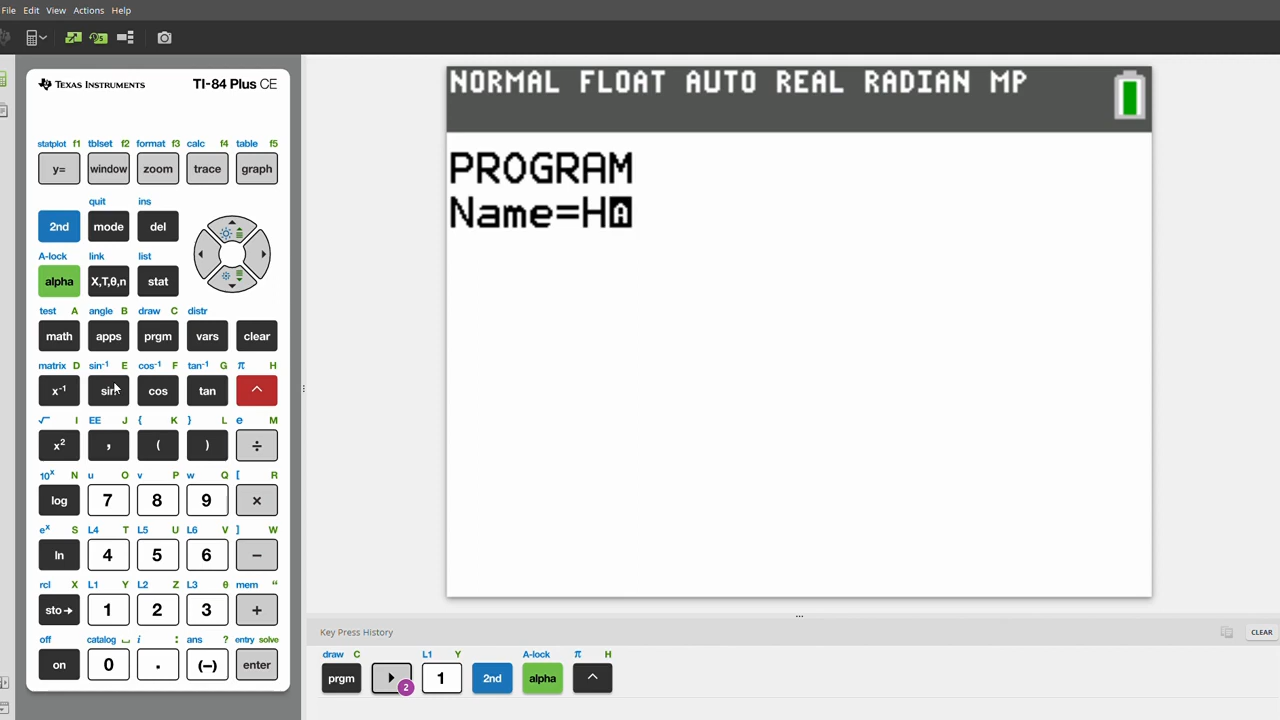 File Edit View Actions Help
TEXAS INSTRUMENTS TI-84 Plus CE
statplot f1 tblset f2 format f3 calc f4 table f5
y= window zoom trace graph
quit ins
2nd mode del
A-lock link list
alpha X,T,θ,n stat
test A angle B draw C distr
math apps prgm vars clear
matrix D sin⁻¹ E cos⁻¹ F tan⁻¹ G π H
x⁻¹ sin cos tan ^
√‾ I EE J { K } L e M
x² , ( ) ÷
10ˣ N u O v P w Q [ R
log 7 8 9 ×
eˣ S L4 T L5 U L6 V ] W
ln 4 5 6 −
rcl X L1 Y L2 Z L3 θ mem “
sto→ 1 2 3 +
off catalog ⎵ i : ans ? entry solve
on 0 . (−) enter
NORMAL FLOAT AUTO REAL RADIAN MP
PROGRAM
Name=HA
Key Press History
CLEAR
draw C L1 Y A-lock π H
prgm 2 1 2nd alpha ^